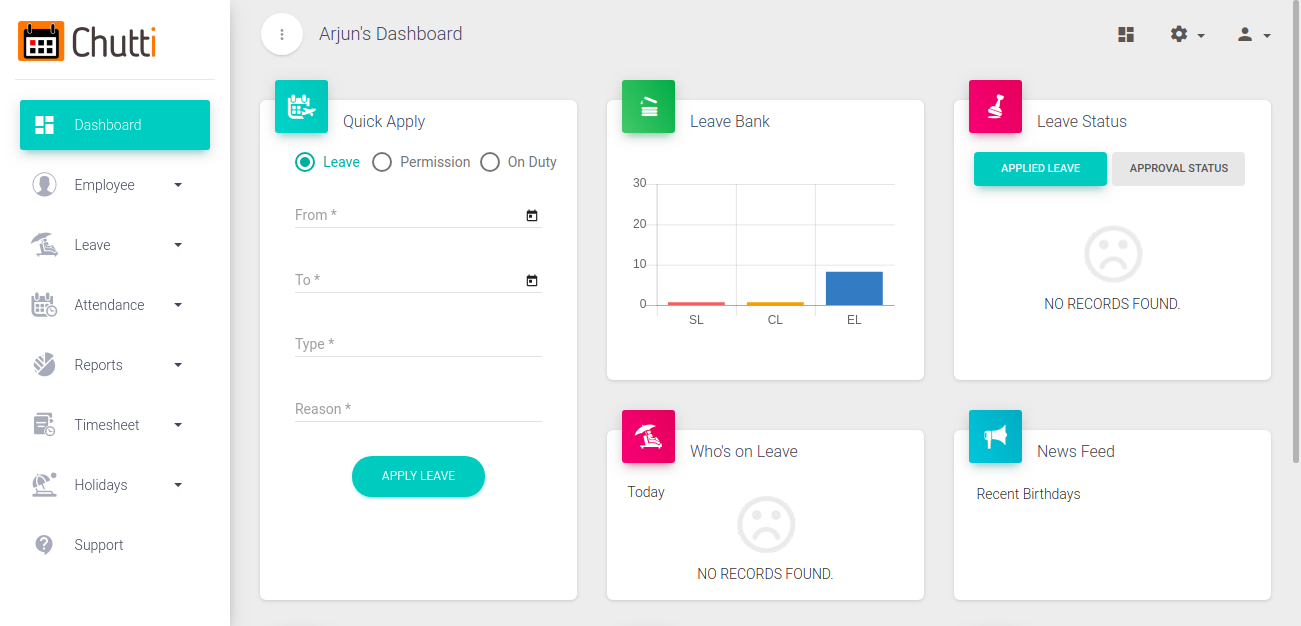 Chutti
Dashboard
Employee
Leave
Attendance
Reports
Timesheet
Holidays
Support
Arjun's Dashboard
Quick Apply
Leave Permission On Duty
From *
To *
Type *
Reason *
APPLY LEAVE
Leave Bank
30
20
10
0
SL CL EL
Leave Status
APPLIED LEAVE APPROVAL STATUS
NO RECORDS FOUND.
Who's on Leave
Today
NO RECORDS FOUND.
News Feed
Recent Birthdays